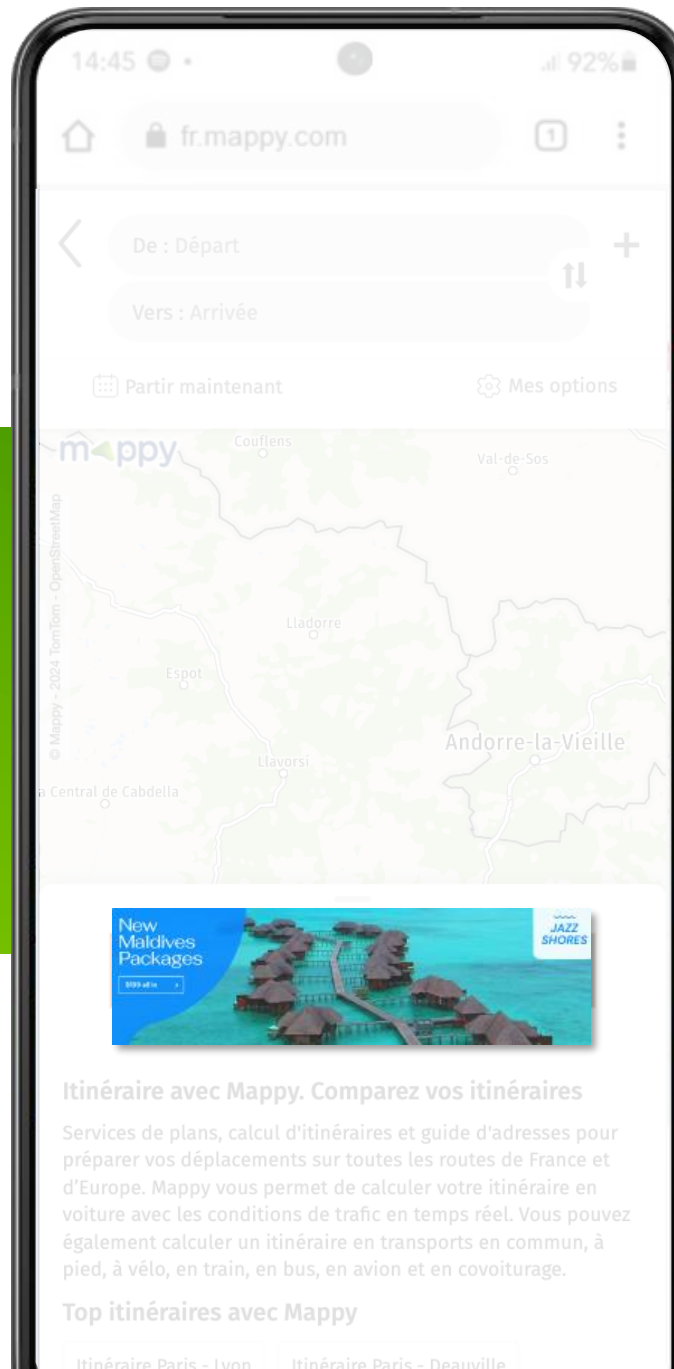 14:45
92%
fr.mappy.com
1
De : Départ
Vers : Arrivée
Partir maintenant
Mes options
mappy
Couflens
Val-de-Sos
© Mappy - 2024 TomTom - OpenStreetMap
Lladorre
Espot
Andorre-la-Vieille
Llavorsí
a Central de Cabdella
New
Maldives
Packages
$199 all in
JAZZ
SHORES
Itinéraire avec Mappy. Comparez vos itinéraires
Services de plans, calcul d'itinéraires et guide d'adresses pour
préparer vos déplacements sur toutes les routes de France et
d’Europe. Mappy vous permet de calculer votre itinéraire en
voiture avec les conditions de trafic en temps réel. Vous pouvez
également calculer un itinéraire en transports en commun, à
pied, à vélo, en train, en bus, en avion et en covoiturage.
Top itinéraires avec Mappy
Itinéraire Paris - Lyon
Itinéraire Paris - Deauville